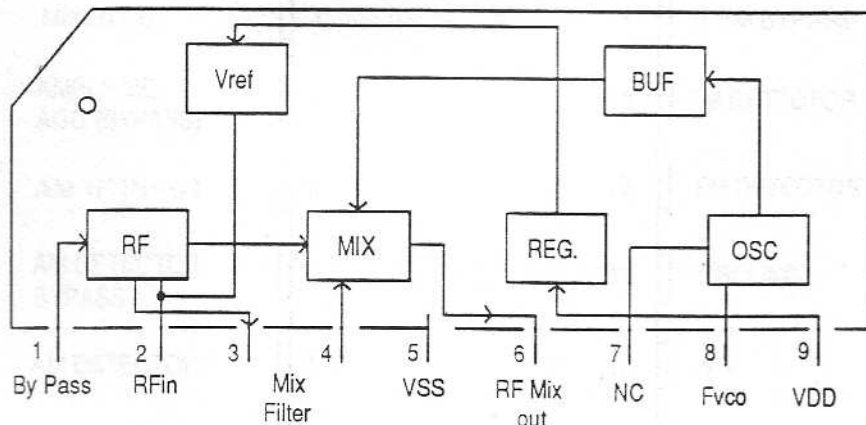 Vref
BUF
RF
MIX
REG.
OSC
1 2 3 4 5 6 7 8 9
By Pass RFin Mix VSS RF Mix NC Fvco VDD
Filter out